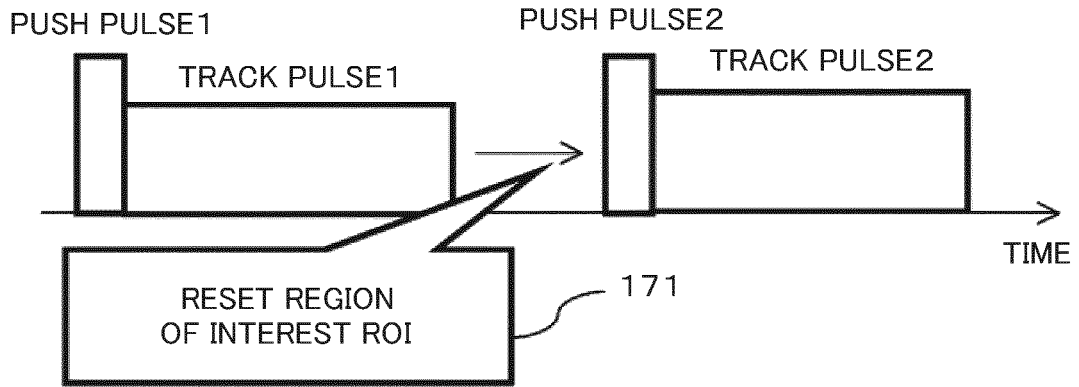 PUSH PULSE1
PUSH PULSE2
TRACK PULSE1
TRACK PULSE2
TIME
RESET REGION
OF INTEREST ROI
171